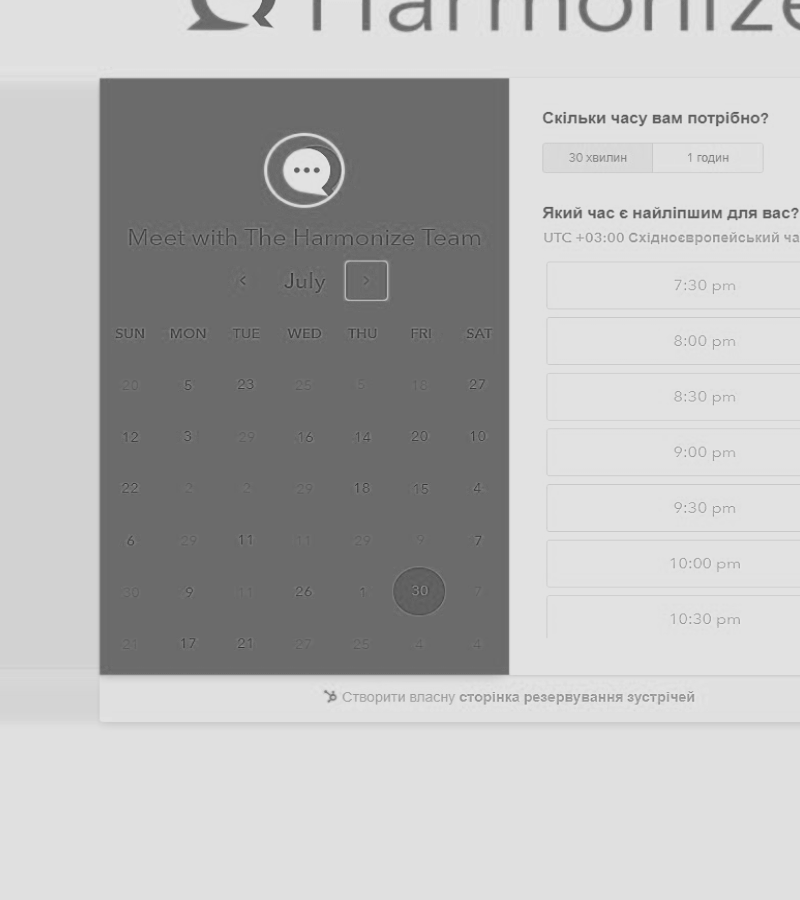 Harmonize
Meet with The Harmonize Team
‹ July ›
SUN MON TUE WED THU FRI SAT
20 5 23 25 5 18 27
12 3 29 16 14 20 10
22 2 2 29 18 15 4
6 29 11 11 29 9 7
30 9 11 26 1 30 7
21 17 21 27 25 4 4
Скільки часу вам потрібно?
30 хвилин 1 годин
Який час є найліпшим для вас?
UTC +03:00 Східноєвропейський ча
7:30 pm
8:00 pm
8:30 pm
9:00 pm
9:30 pm
10:00 pm
10:30 pm
Створити власну сторінка резервування зустрічей